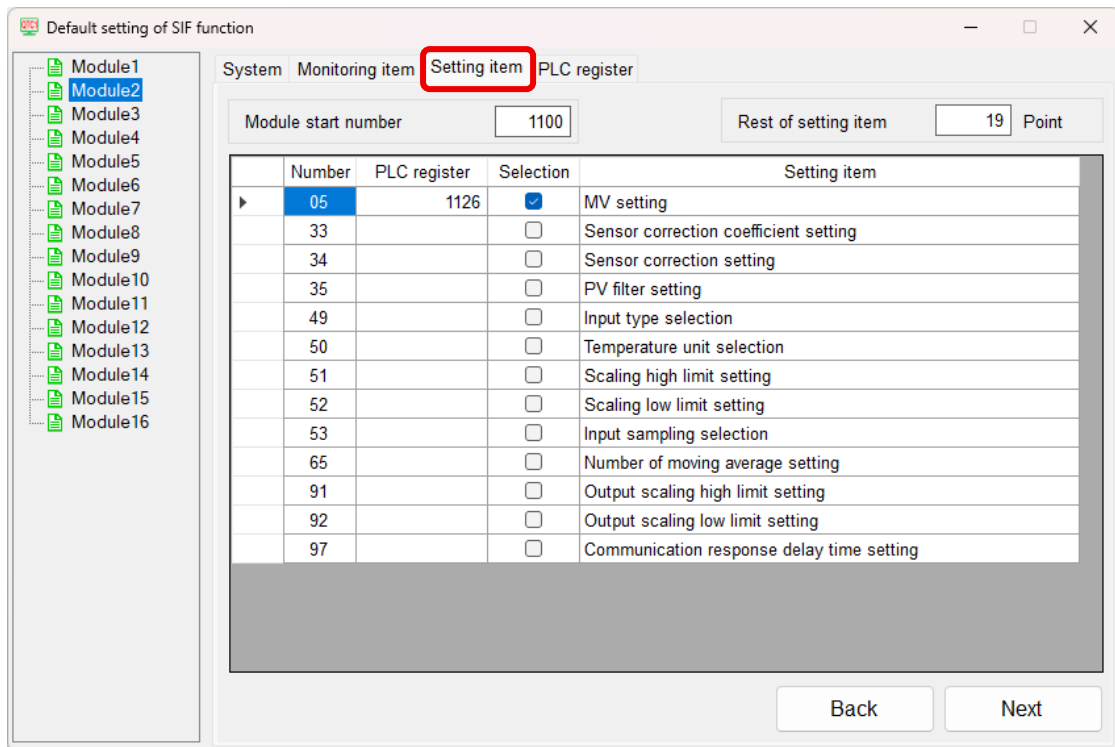 QTC1
Default setting of SIF function
Module1
Module2
Module3
Module4
Module5
Module6
Module7
Module8
Module9
Module10
Module11
Module12
Module13
Module14
Module15
Module16
System Monitoring item Setting item PLC register
Module start number 1100 Rest of setting item 19 Point
Number PLC register Selection Setting item
05 1126 MV setting
33 Sensor correction coefficient setting
34 Sensor correction setting
35 PV filter setting
49 Input type selection
50 Temperature unit selection
51 Scaling high limit setting
52 Scaling low limit setting
53 Input sampling selection
65 Number of moving average setting
91 Output scaling high limit setting
92 Output scaling low limit setting
97 Communication response delay time setting
Back Next